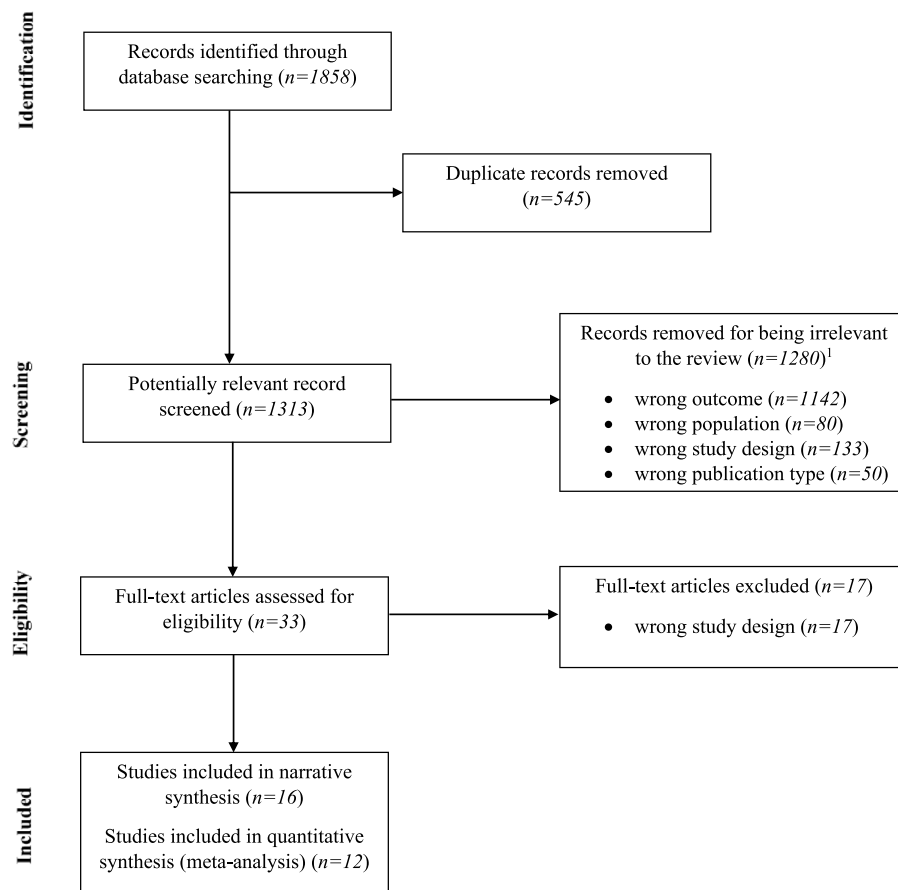 Identification
Records identified through
database searching (n=1858)
Duplicate records removed
(n=545)
Screening
Potentially relevant record
screened (n=1313)
Records removed for being irrelevant
to the review (n=1280)¹
• wrong outcome (n=1142)
• wrong population (n=80)
• wrong study design (n=133)
• wrong publication type (n=50)
Eligibility
Full-text articles assessed for
eligibility (n=33)
Full-text articles excluded (n=17)
• wrong study design (n=17)
Included
Studies included in narrative
synthesis (n=16)
Studies included in quantitative
synthesis (meta-analysis) (n=12)